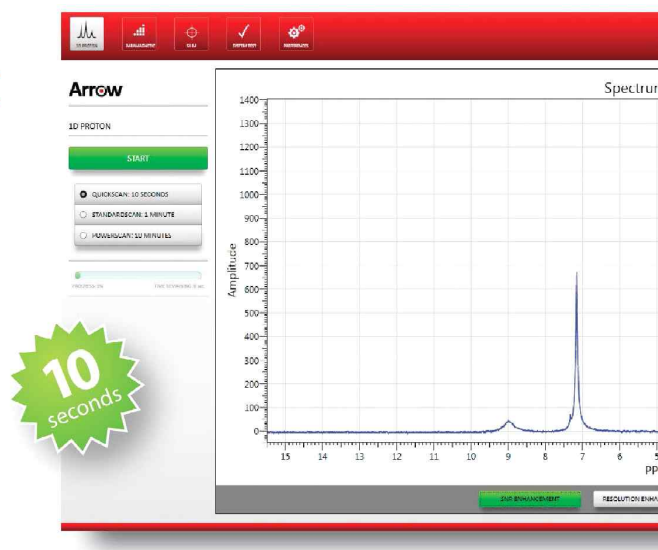 1D PROTON
Arrow
1D PROTON
START
QUICKSCAN: 10 SECONDS
STANDARDSCAN: 1 MINUTE
POWERSCAN: 10 MINUTES
10
seconds
Spectrum
Amplitude
1400
1300
1200
1100
1000
900
800
700
600
500
400
300
200
100
0
15 14 13 12 11 10 9 8 7 6 5
pp
SNR ENHANCEMENT
RESOLUTION ENHA